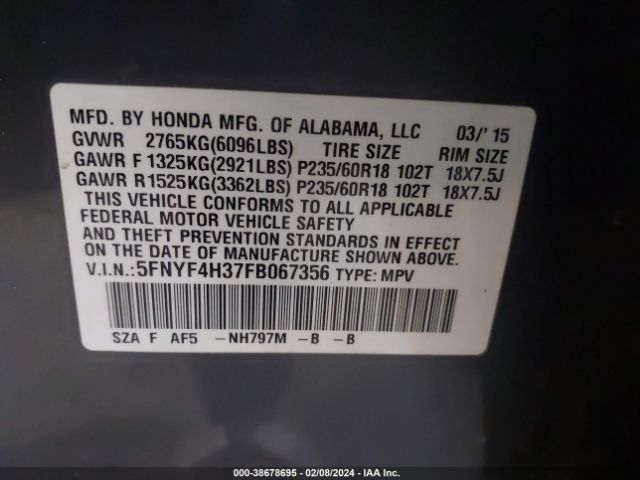 MFD. BY HONDA MFG. OF ALABAMA, LLC 03/' 15
GVWR 2765KG(6096LBS) TIRE SIZE RIM SIZE
GAWR F 1325KG(2921LBS) P235/60R18 102T 18X7.5J
GAWR R1525KG(3362LBS) P235/60R18 102T 18X7.5J
THIS VEHICLE CONFORMS TO ALL APPLICABLE
FEDERAL MOTOR VEHICLE SAFETY
AND THEFT PREVENTION STANDARDS IN EFFECT
ON THE DATE OF MANUFACTURE SHOWN ABOVE.
V.I.N.:5FNYF4H37FB067356 TYPE: MPV
SZA F AF5 -NH797M -B -B
000-38678695 - 02/08/2024 - IAA Inc.